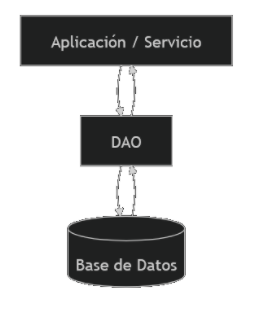 Aplicación / Servicio
DAO
Base de Datos